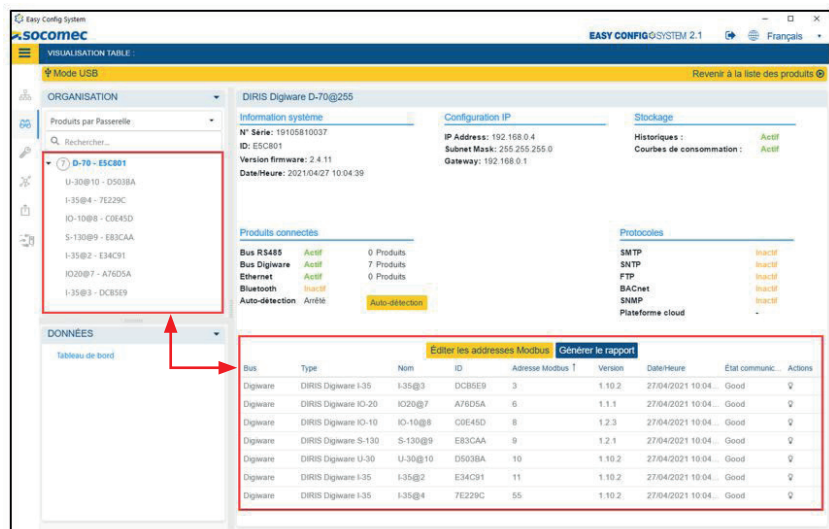 Easy Config System
socomec
EASY CONFIG SYSTEM 2.1
Français
VISUALISATION TABLE :
Mode USB
Revenir à la liste des produits
ORGANISATION
Produits par Passerelle
Rechercher...
7 D-70 - E5C801
U-30@10 - D503BA
I-35@4 - 7E229C
IO-10@8 - C0E45D
S-130@9 - E83CAA
I-35@2 - E34C91
IO20@7 - A76D5A
I-35@3 - DCB5E9
DONNÉES
Tableau de bord
DIRIS Digiware D-70@255
Information système
N° Série: 19105810037
ID: E5C801
Version firmware: 2.4.11
Date/Heure: 2021/04/27 10:04:39
Configuration IP
IP Address: 192.168.0.4
Subnet Mask: 255.255.255.0
Gateway: 192.168.0.1
Stockage
Historiques : Actif
Courbes de consommation : Actif
Produits connectés
Bus RS485 Actif 0 Produits
Bus Digiware Actif 7 Produits
Ethernet Actif 0 Produits
Bluetooth Inactif
Auto-détection Arrêté Auto-détection
Protocoles
SMTP Inactif
SNTP Inactif
FTP Inactif
BACnet Inactif
SNMP Inactif
Plateforme cloud -
Éditer les addresses Modbus Générer le rapport
Bus Type Nom ID Adresse Modbus ↑ Version Date/Heure État communic... Actions
Digiware DIRIS Digiware I-35 I-35@3 DCB5E9 3 1.10.2 27/04/2021 10:04... Good
Digiware DIRIS Digiware IO-20 IO20@7 A76D5A 6 1.1.1 27/04/2021 10:04... Good
Digiware DIRIS Digiware IO-10 IO-10@8 C0E45D 8 1.2.3 27/04/2021 10:04... Good
Digiware DIRIS Digiware S-130 S-130@9 E83CAA 9 1.2.1 27/04/2021 10:04... Good
Digiware DIRIS Digiware U-30 U-30@10 D503BA 10 1.10.2 27/04/2021 10:04... Good
Digiware DIRIS Digiware I-35 I-35@2 E34C91 11 1.10.2 27/04/2021 10:04... Good
Digiware DIRIS Digiware I-35 I-35@4 7E229C 55 1.10.2 27/04/2021 10:04... Good